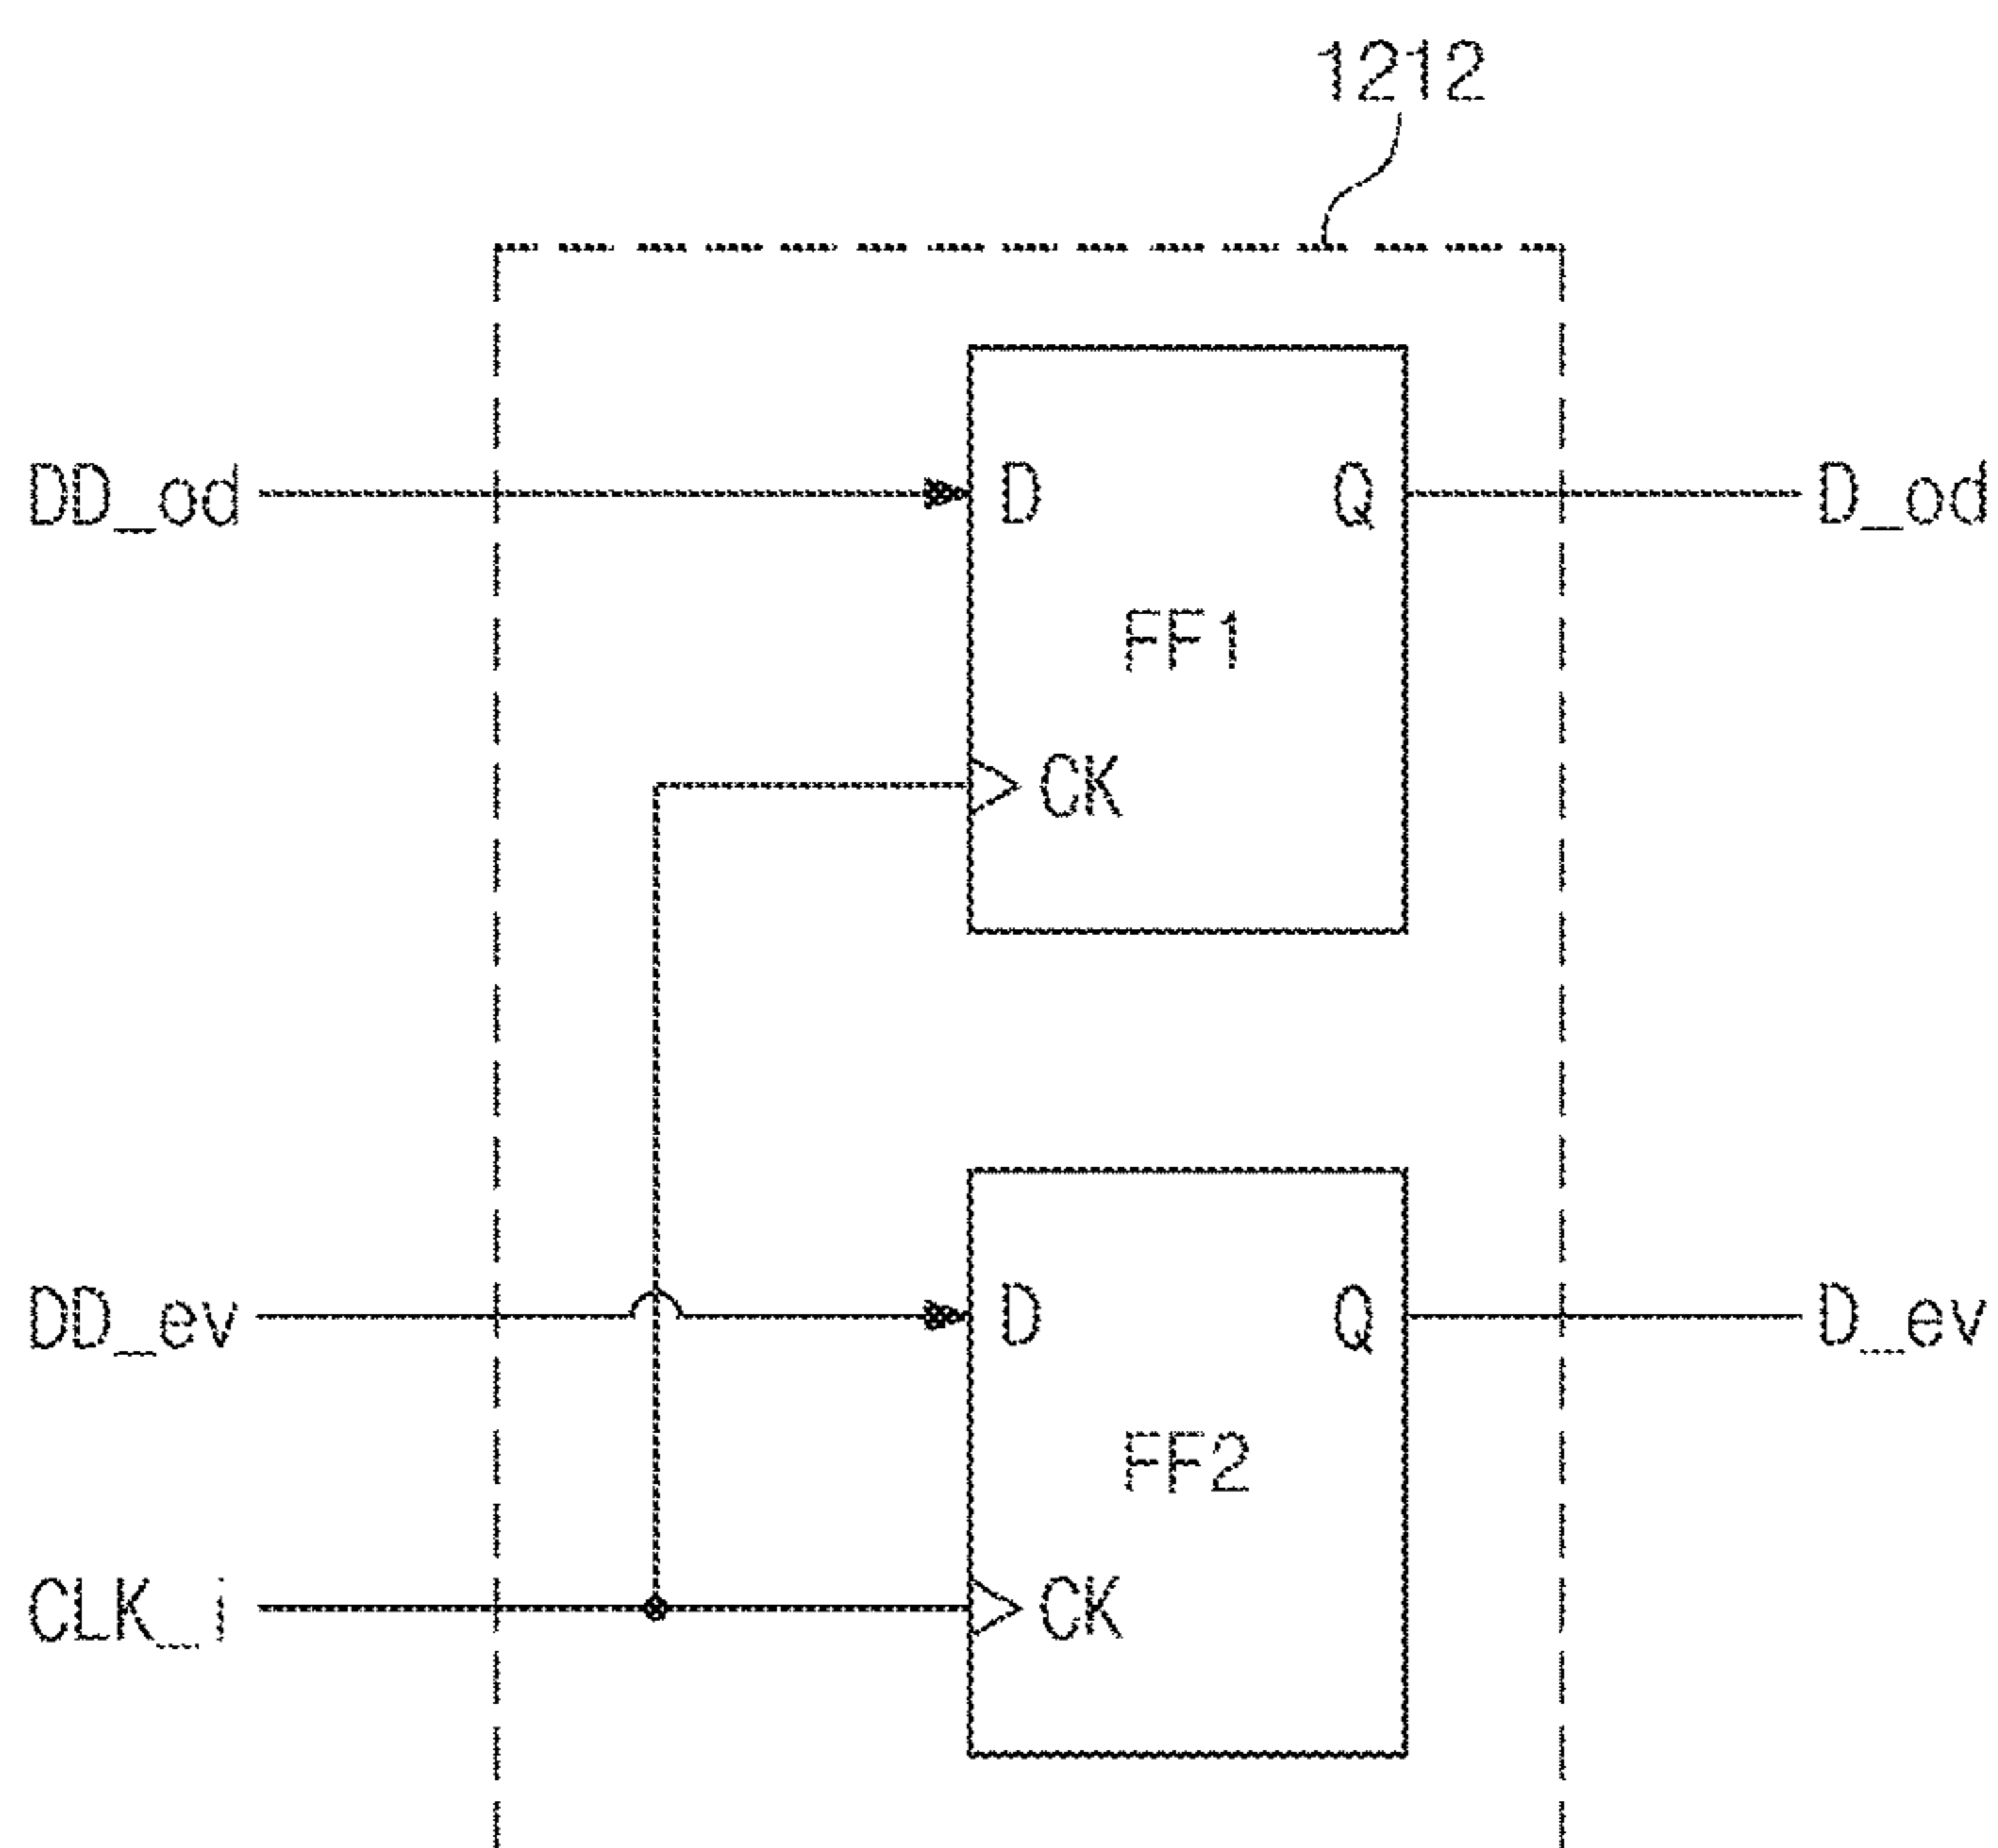 1212
DD_od D Q D_od
FF1
CK
DD_ev D Q D_ev
FF2
CLK_i CK